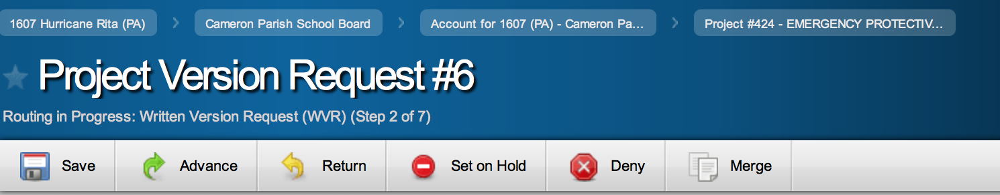 1607 Hurricane Rita (PA) Cameron Parish School Board Account for 1607 (PA) - Cameron Pa... Project #424 - EMERGENCY PROTECTIV...
Project Version Request #6
Routing in Progress: Written Version Request (WVR) (Step 2 of 7)
Save Advance Return Set on Hold Deny Merge